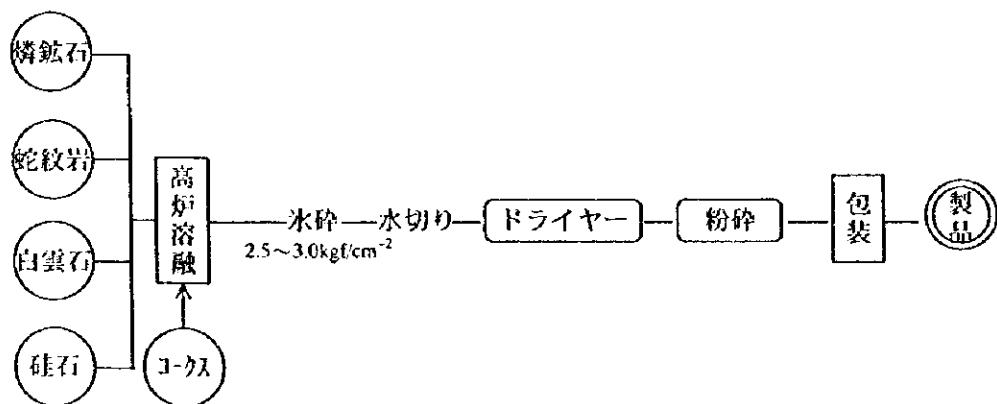 燐鉱石
蛇紋岩
白雲石
硅石
コークス
高炉溶融
氷砕
2.5〜3.0kgf/cm-2
水切り
ドライヤー
粉砕
包装
製品